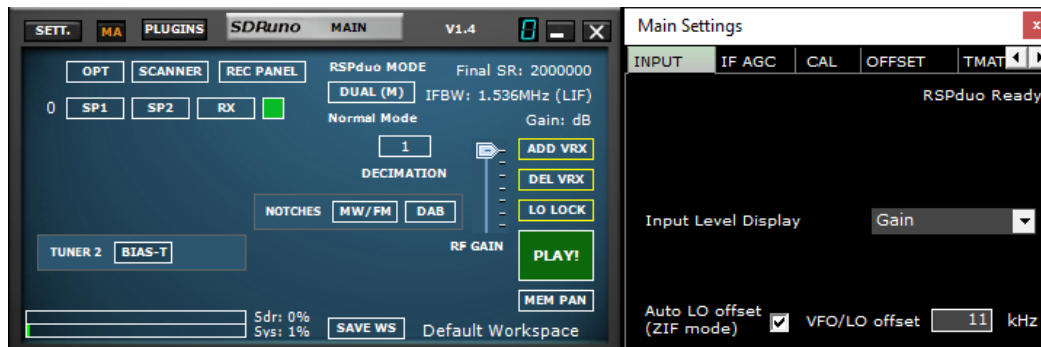 SETT. MA PLUGINS SDRuno MAIN V1.4 0
OPT SCANNER REC PANEL RSPduo MODE Final SR: 2000000
0 SP1 SP2 RX DUAL (M) IFBW: 1.536MHz (LIF)
Normal Mode Gain: dB
1 ADD VRX
DECIMATION DEL VRX
NOTCHES MW/FM DAB LO LOCK
TUNER 2 BIAS-T RF GAIN PLAY!
MEM PAN
Sdr: 0%
Sys: 1% SAVE WS Default Workspace
Main Settings x
INPUT IF AGC CAL OFFSET TMAT
RSPduo Ready
Input Level Display Gain
Auto LO offset
(ZIF mode) VFO/LO offset 11 kHz